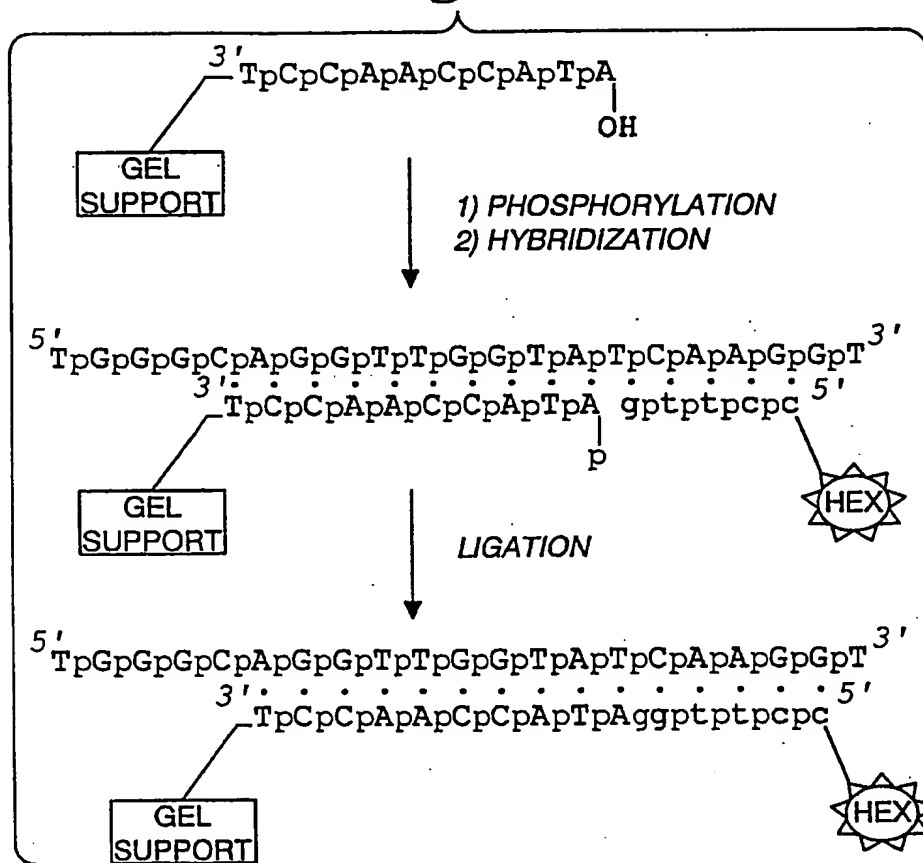 3' TpCpCpApApCpCpApTpA
OH
GEL
SUPPORT
1) PHOSPHORYLATION
2) HYBRIDIZATION
5' TpGpGpGpCpApGpGpTpTpGpGpTpApTpCpApApGpGpT 3'
3' TpCpCpApApCpCpApTpA gptptpcpc 5'
p
GEL
SUPPORT
HEX
LIGATION
5' TpGpGpGpCpApGpGpTpTpGpGpTpApTpCpApApGpGpT 3'
3' TpCpCpApApCpCpApTpAggptptpcpc 5'
GEL
SUPPORT
HEX